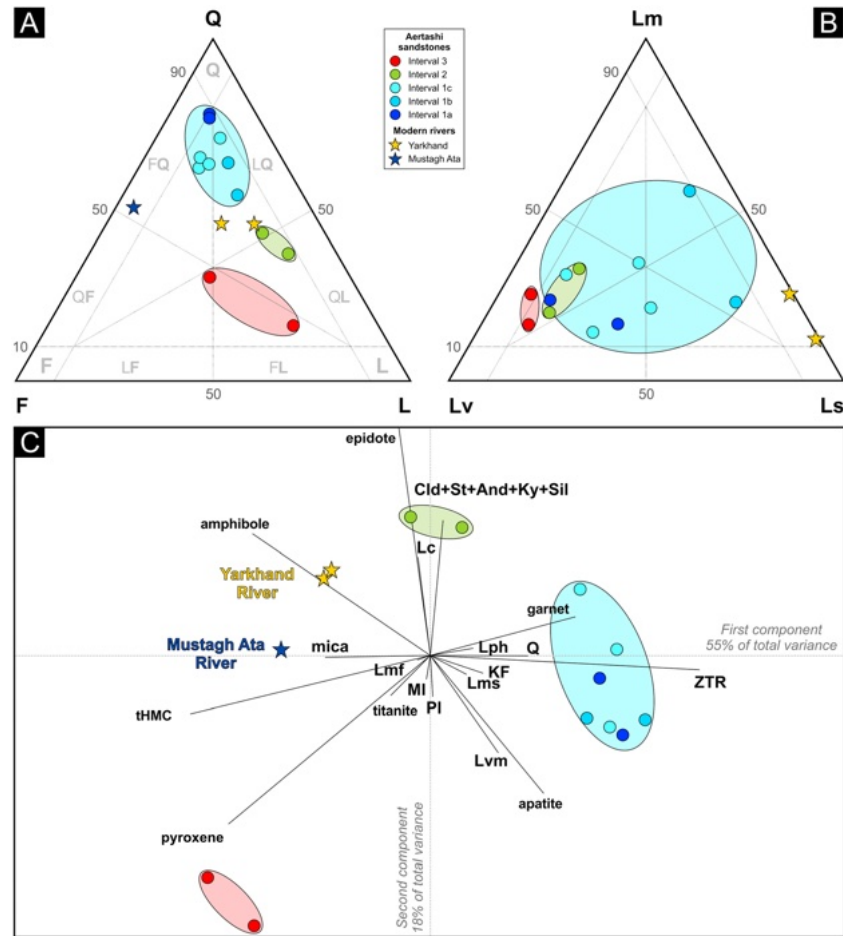 A
Q
90
Q
FQ
LQ
50
50
QF
QL
10
F
LF
FL
L
50
F
L
Aertashi
sandstones
Interval 3
Interval 2
Interval 1c
Interval 1b
Interval 1a
Modern rivers
Yarkhand
Mustagh Ata
B
Lm
90
50
50
10
50
Lv
Ls
C
epidote
Cld+St+And+Ky+Sil
amphibole
Lc
Yarkhand
River
garnet
First component
55% of total variance
Mustagh Ata
River
mica
Lph
Q
Lmf
KF
Lms
ZTR
MI
tHMC
titanite
PI
Lvm
apatite
pyroxene
Second component
18% of total variance